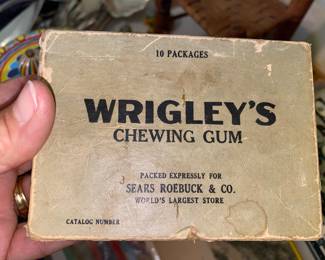 10 PACKAGES
WRIGLEY'S
CHEWING GUM
PACKED EXPRESSLY FOR
SEARS ROEBUCK & CO.
WORLD'S LARGEST STORE
CATALOG NUMBER